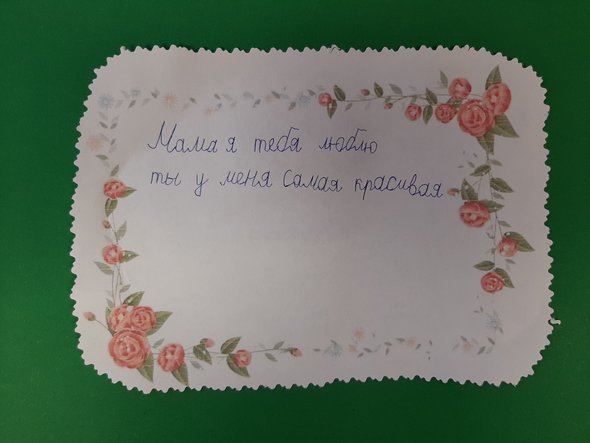 Мама я тебя люблю
ты у меня самая красивая